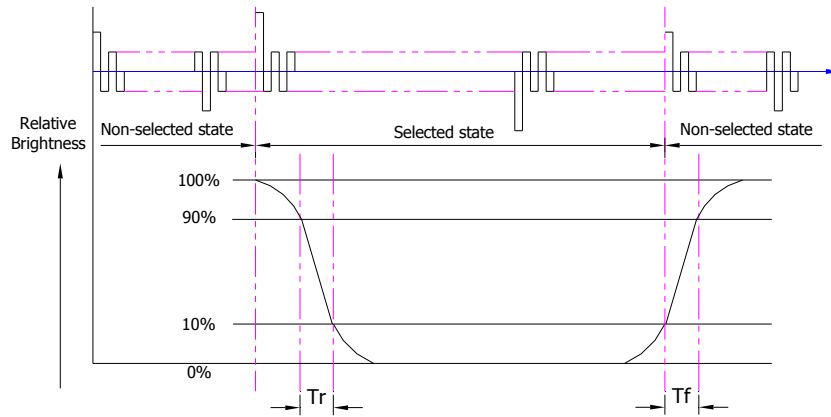 Non-selected state
Selected state
Non-selected state
Relative
Brightness
100%
90%
10%
0%
Tr
Tf